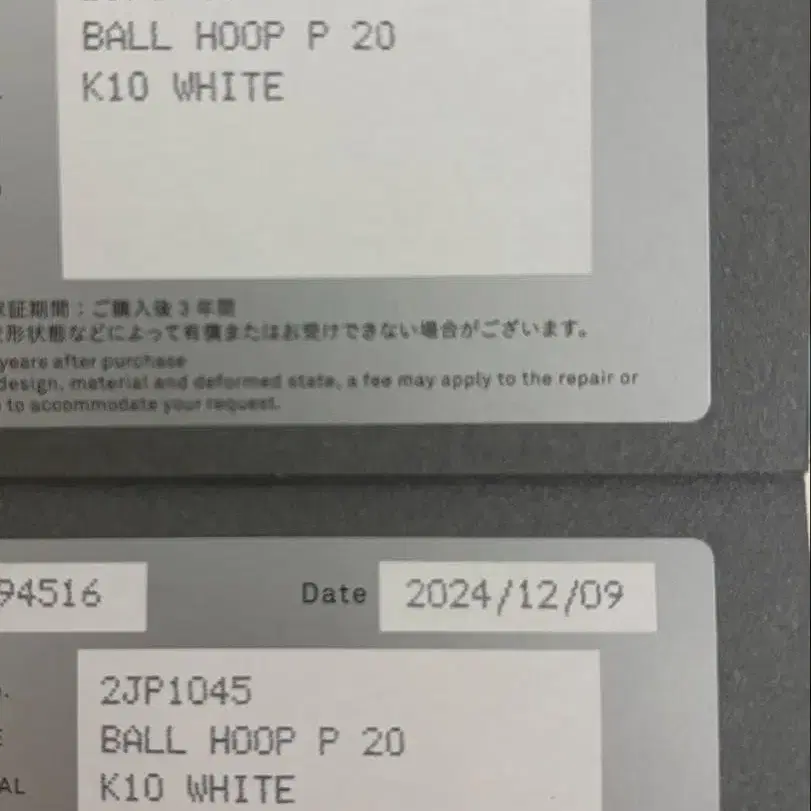 BALL HOOP P 20
K10 WHITE
証期間：ご購入後3年間
形状態などによって有償またはお受けできない場合がございます。
years after purchase
design, material and deformed state, a fee may apply to the repair or
to accommodate your request.
94516 Date 2024/12/09
2JP1045
BALL HOOP P 20
AL K10 WHITE